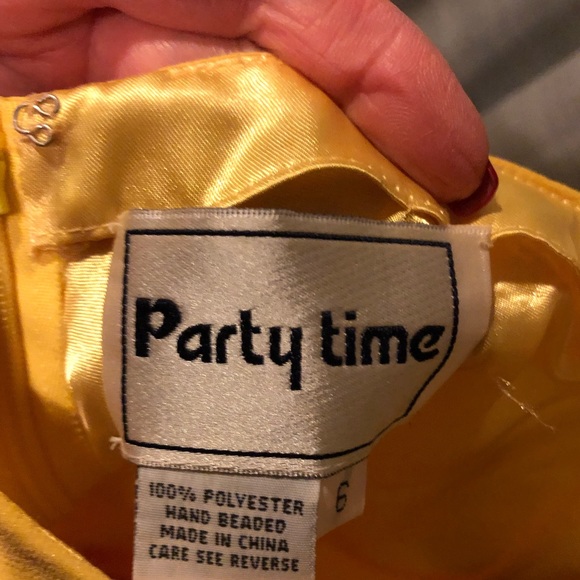 Party time
6
100% POLYESTER
HAND BEADED
MADE IN CHINA
CARE SEE REVERSE